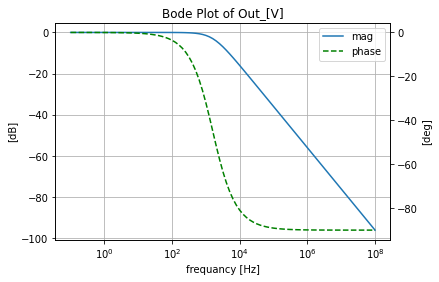 Bode Plot of Out_[V]
mag
phase
0
−20
−40
−60
−80
−100
[dB]
0
−20
−40
−60
−80
[deg]
10⁰ 10² 10⁴ 10⁶ 10⁸
frequancy [Hz]